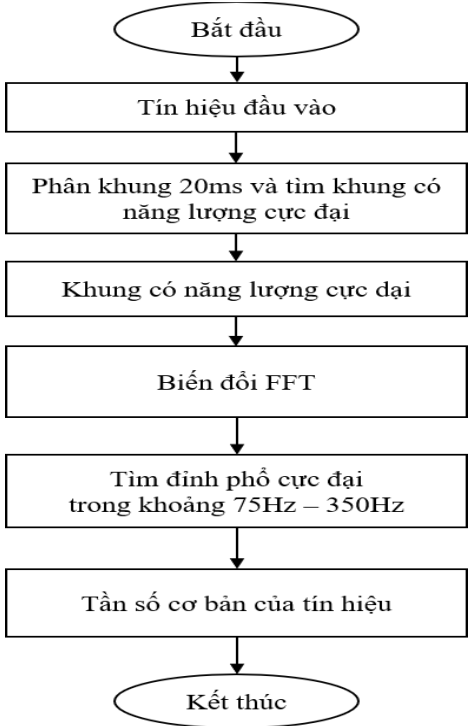 Bắt đầu
Tín hiệu đầu vào
Phân khung 20ms và tìm khung có
năng lượng cực đại
Khung có năng lượng cực dại
Biến đổi FFT
Tìm đỉnh phổ cực đại
trong khoảng 75Hz – 350Hz
Tần số cơ bản của tín hiệu
Kết thúc